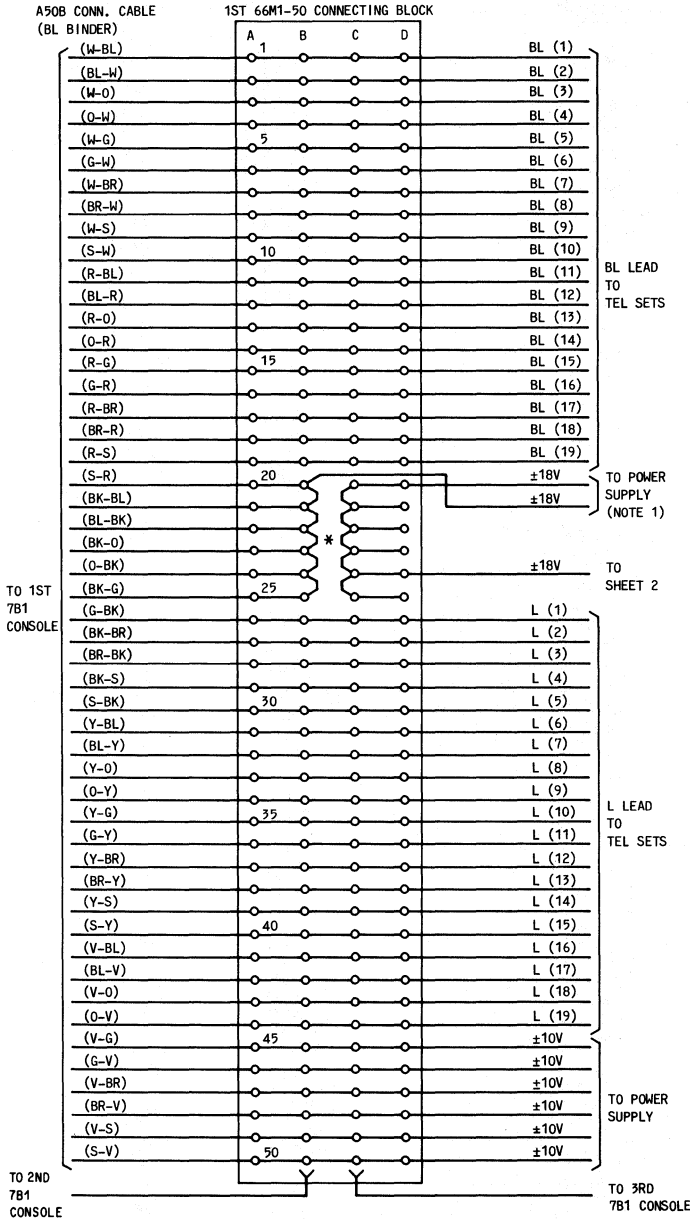 A50B CONN. CABLE
(BL BINDER)
1ST 66M1-50 CONNECTING BLOCK
A B C D
(W-BL) 1 BL (1)
(BL-W) BL (2)
(W-O) BL (3)
(O-W) BL (4)
(W-G) 5 BL (5)
(G-W) BL (6)
(W-BR) BL (7)
(BR-W) BL (8)
(W-S) BL (9)
(S-W) 10 BL (10)
(R-BL) BL (11)
(BL-R) BL (12)
(R-O) BL (13)
(O-R) BL (14)
(R-G) 15 BL (15)
(G-R) BL (16)
(R-BR) BL (17)
(BR-R) BL (18)
(R-S) BL (19)
BL LEAD
TO
TEL SETS
(S-R) 20 ±18V
(BK-BL) ±18V
TO POWER
SUPPLY
(NOTE 1)
(BL-BK)
(BK-O) *
(O-BK) ±18V
TO
SHEET 2
(BK-G) 25
TO 1ST
7B1
CONSOLE
(G-BK) L (1)
(BK-BR) L (2)
(BR-BK) L (3)
(BK-S) L (4)
(S-BK) 30 L (5)
(Y-BL) L (6)
(BL-Y) L (7)
(Y-O) L (8)
(O-Y) L (9)
(Y-G) 35 L (10)
(G-Y) L (11)
(Y-BR) L (12)
(BR-Y) L (13)
(Y-S) L (14)
(S-Y) 40 L (15)
(V-BL) L (16)
(BL-V) L (17)
(V-O) L (18)
(O-V) L (19)
L LEAD
TO
TEL SETS
(V-G) 45 ±10V
(G-V) ±10V
(V-BR) ±10V
(BR-V) ±10V
(V-S) ±10V
(S-V) 50 ±10V
TO POWER
SUPPLY
TO 2ND
7B1
CONSOLE
TO 3RD
7B1 CONSOLE